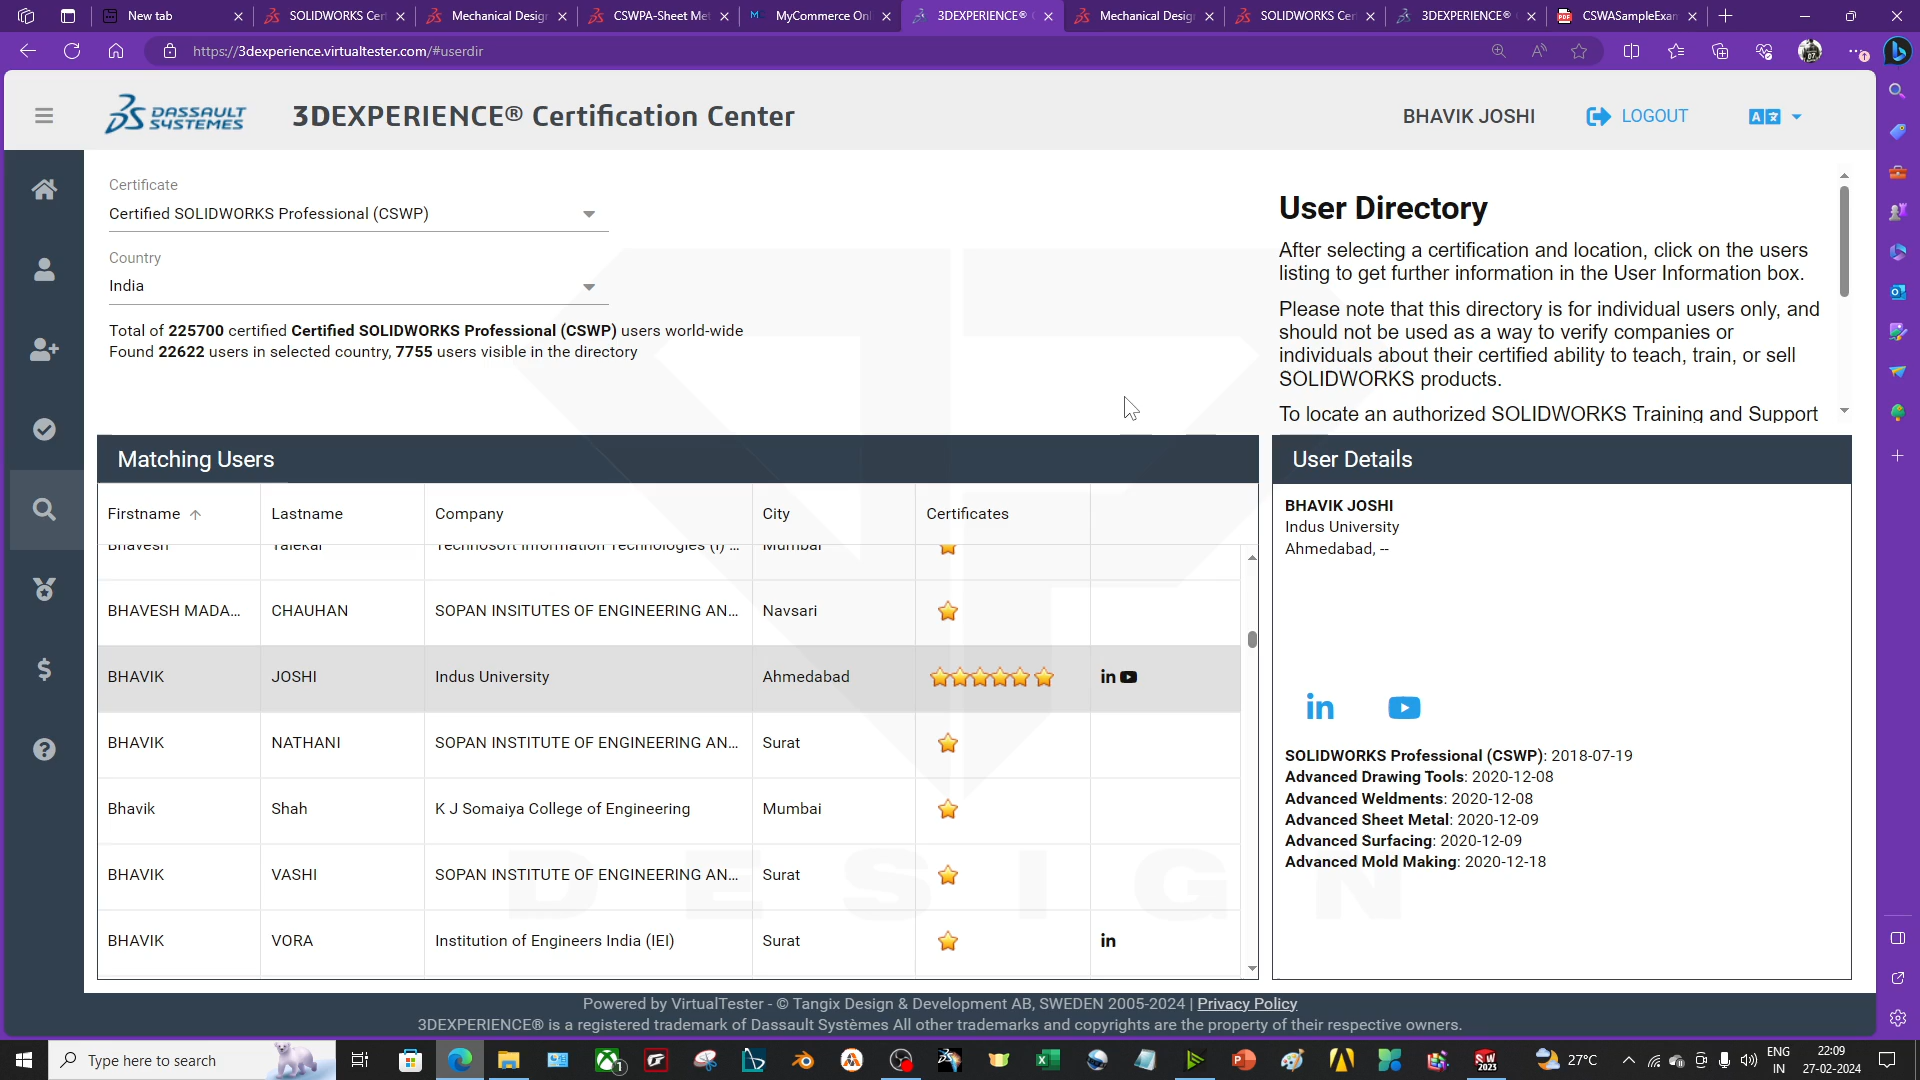 New tab
SOLIDWORKS Cer
Mechanical Desig
CSWPA-Sheet Me
MyCommerce Onl
3DEXPERIENCE®
Mechanical Desig
SOLIDWORKS Cer
3DEXPERIENCE®
CSWASampleExam
https://3dexperience.virtualtester.com/#userdir
DASSAULT
SYSTEMES
3DEXPERIENCE® Certification Center
BHAVIK JOSHI
LOGOUT
Certificate
Certified SOLIDWORKS Professional (CSWP)
Country
India
Total of 225700 certified Certified SOLIDWORKS Professional (CSWP) users world-wide
Found 22622 users in selected country, 7755 users visible in the directory
User Directory
After selecting a certification and location, click on the users
listing to get further information in the User Information box.
Please note that this directory is for individual users only, and
should not be used as a way to verify companies or
individuals about their certified ability to teach, train, or sell
SOLIDWORKS products.
To locate an authorized SOLIDWORKS Training and Support
Matching Users
Firstname Lastname Company City Certificates
Bhavesh Talekar Technosoft Information Technologies (I) ... Mumbai
BHAVESH MADA... CHAUHAN SOPAN INSITUTES OF ENGINEERING AN... Navsari
BHAVIK JOSHI Indus University Ahmedabad in
BHAVIK NATHANI SOPAN INSTITUTE OF ENGINEERING AN... Surat
Bhavik Shah K J Somaiya College of Engineering Mumbai
BHAVIK VASHI SOPAN INSTITUTE OF ENGINEERING AN... Surat
BHAVIK VORA Institution of Engineers India (IEI) Surat in
User Details
BHAVIK JOSHI
Indus University
Ahmedabad, --
in
SOLIDWORKS Professional (CSWP): 2018-07-19
Advanced Drawing Tools: 2020-12-08
Advanced Weldments: 2020-12-08
Advanced Sheet Metal: 2020-12-09
Advanced Surfacing: 2020-12-09
Advanced Mold Making: 2020-12-18
DESIGN
Powered by VirtualTester - © Tangix Design & Development AB, SWEDEN 2005-2024 | Privacy Policy
3DEXPERIENCE® is a registered trademark of Dassault Systèmes All other trademarks and copyrights are the property of their respective owners.
Type here to search
27°C
ENG
IN
22:09
27-02-2024